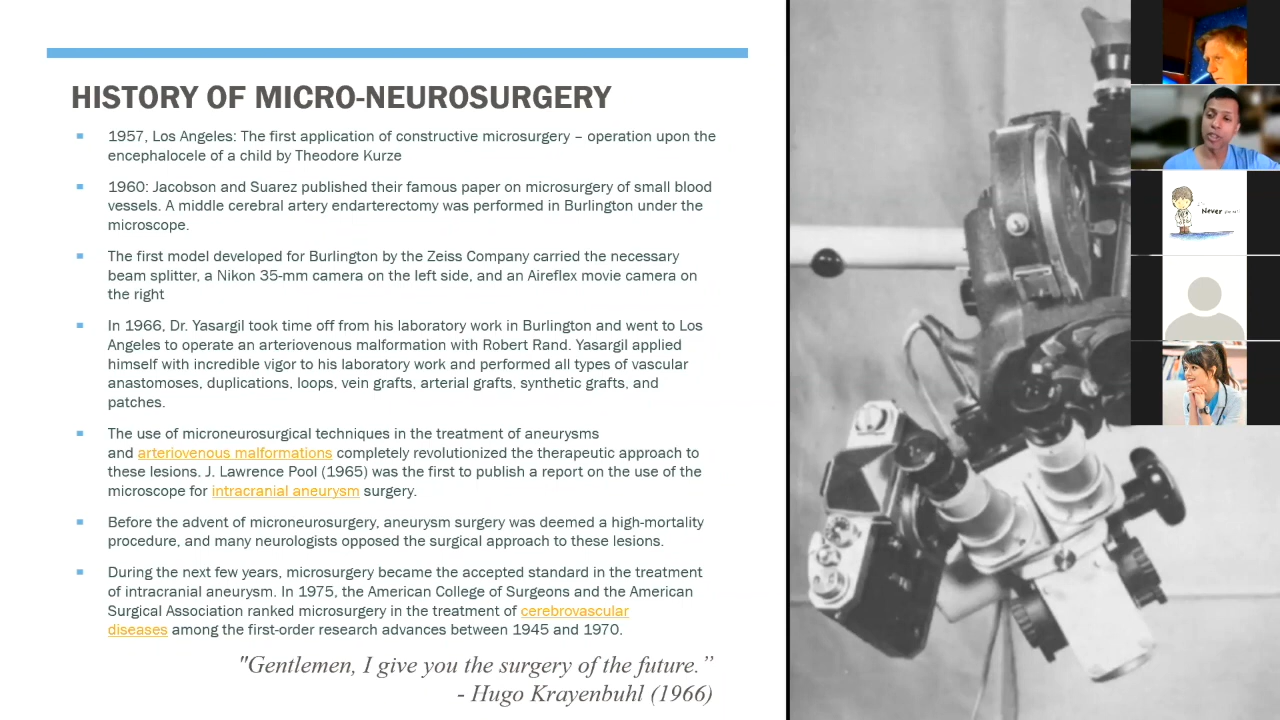 HISTORY OF MICRO-NEUROSURGERY
1957, Los Angeles: The first application of constructive microsurgery – operation upon the
encephalocele of a child by Theodore Kurze
1960: Jacobson and Suarez published their famous paper on microsurgery of small blood
vessels. A middle cerebral artery endarterectomy was performed in Burlington under the
microscope.
The first model developed for Burlington by the Zeiss Company carried the necessary
beam splitter, a Nikon 35-mm camera on the left side, and an Aireflex movie camera on
the right
In 1966, Dr. Yasargil took time off from his laboratory work in Burlington and went to Los
Angeles to operate an arteriovenous malformation with Robert Rand. Yasargil applied
himself with incredible vigor to his laboratory work and performed all types of vascular
anastomoses, duplications, loops, vein grafts, arterial grafts, synthetic grafts, and
patches.
The use of microneurosurgical techniques in the treatment of aneurysms
and arteriovenous malformations completely revolutionized the therapeutic approach to
these lesions. J. Lawrence Pool (1965) was the first to publish a report on the use of the
microscope for intracranial aneurysm surgery.
Before the advent of microneurosurgery, aneurysm surgery was deemed a high-mortality
procedure, and many neurologists opposed the surgical approach to these lesions.
During the next few years, microsurgery became the accepted standard in the treatment
of intracranial aneurysm. In 1975, the American College of Surgeons and the American
Surgical Association ranked microsurgery in the treatment of cerebrovascular
diseases among the first-order research advances between 1945 and 1970.
"Gentlemen, I give you the surgery of the future.”
- Hugo Krayenbuhl (1966)
Never